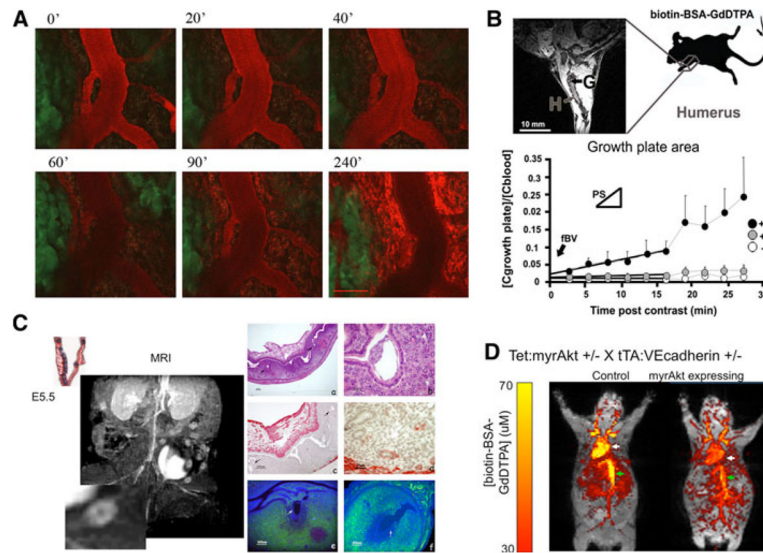 A
0’
20’
40’
60’
90’
240’
B
biotin-BSA-GdDTPA
G
H
10 mm
Humerus
Growth plate area
[Cgrowth plate]/[Cblood]
0.35
0.3
0.25
0.2
0.15
0.1
0.05
0
PS
fBV
+
+
-
0 5 10 15 20 25 30
Time post contrast (min)
C
MRI
E5.5
a
b
c
d
e
f
D
Tet:myrAkt +/- X tTA:VEcadherin +/-
Control
myrAkt expressing
70
[biotin-BSA-
GdDTPA] (uM)
30